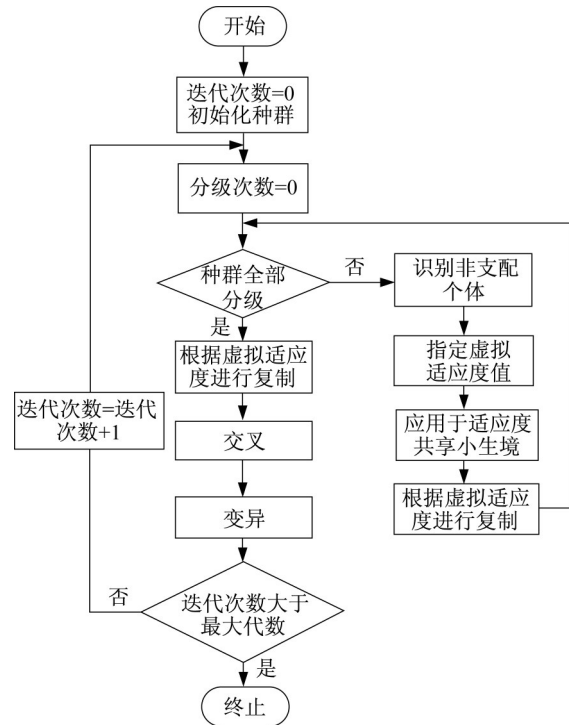 开始
迭代次数=0
初始化种群
分级次数=0
种群全部
分级
否
识别非支配
个体
是
根据虚拟适应
度进行复制
指定虚拟
适应度值
迭代次数=迭代
次数+1
交叉
应用于适应度
共享小生境
变异
根据虚拟适应
度进行复制
否
迭代次数大于
最大代数
是
终止